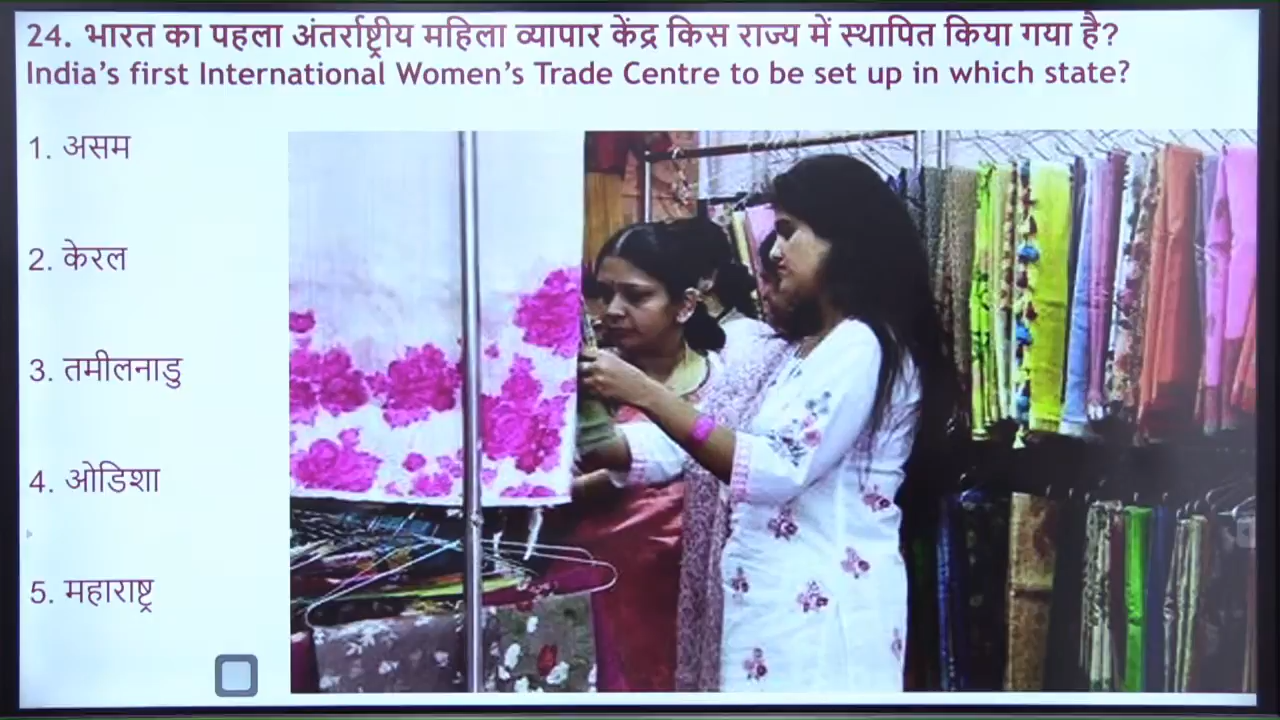 24. भारत का पहला अंतर्राष्ट्रीय महिला व्यापार केंद्र किस राज्य में स्थापित किया गया है?
India's first International Women's Trade Centre to be set up in which state?
1. असम
2. केरल
3. तमीलनाडु
4. ओडिशा
5. महाराष्ट्र